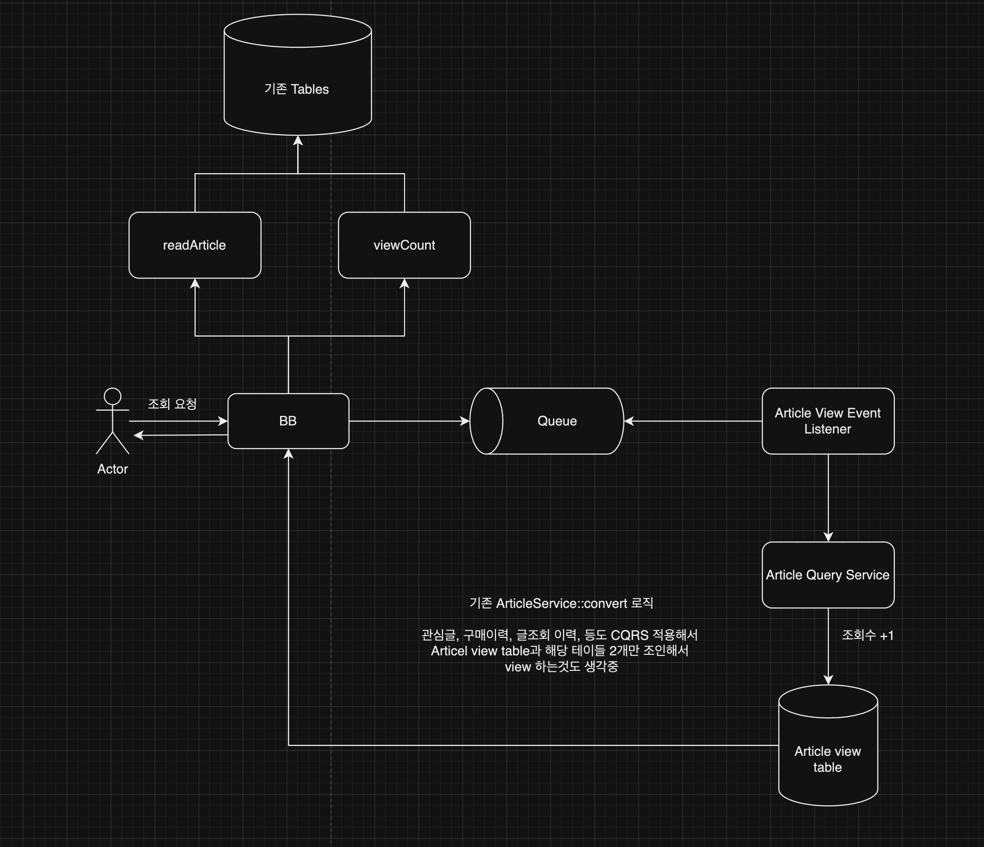 기존 Tables
readArticle
viewCount
조회 요청
BB
Queue
Article View Event
Listener
Actor
Article Query Service
기존 ArticleService::convert 로직
조회수 +1
관심글, 구매이력, 글조회 이력, 등도 CQRS 적용해서
Articel view table과 해당 테이들 2개만 조인해서
view 하는것도 생각중
Article view
table